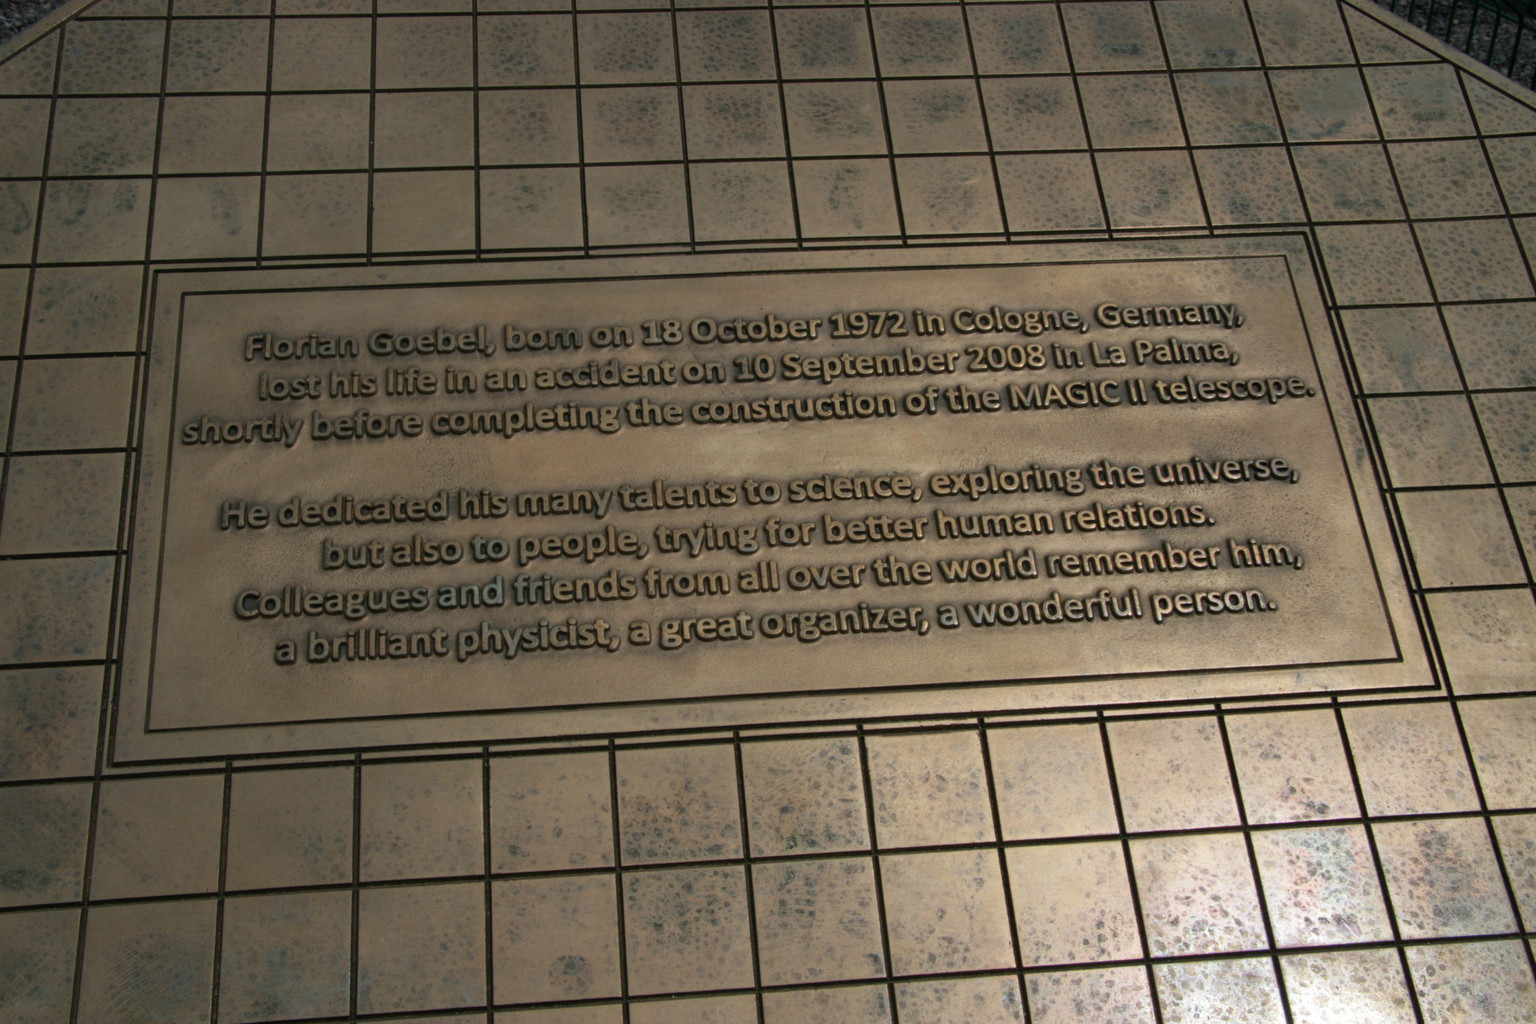 Florian Goebel, born on 18 October 1972 in Cologne, Germany,
lost his life in an accident on 10 September 2008 in La Palma,
shortly before completing the construction of the MAGIC II telescope.
He dedicated his many talents to science, exploring the universe,
but also to people, trying for better human relations.
Colleagues and friends from all over the world remember him,
a brilliant physicist, a great organizer, a wonderful person.